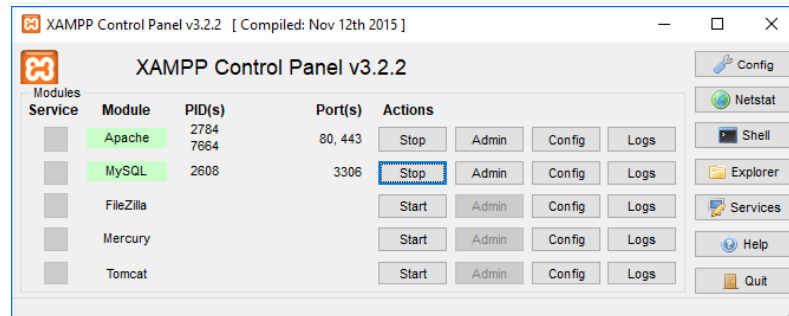 XAMPP Control Panel v3.2.2 [ Compiled: Nov 12th 2015 ]
XAMPP Control Panel v3.2.2
Config
Modules
Service Module PID(s) Port(s) Actions
Netstat
Apache 2784 7664 80, 443 Stop Admin Config Logs
Shell
MySQL 2608 3306 Stop Admin Config Logs
Explorer
FileZilla Start Admin Config Logs
Services
Mercury Start Admin Config Logs
Help
Tomcat Start Admin Config Logs
Quit